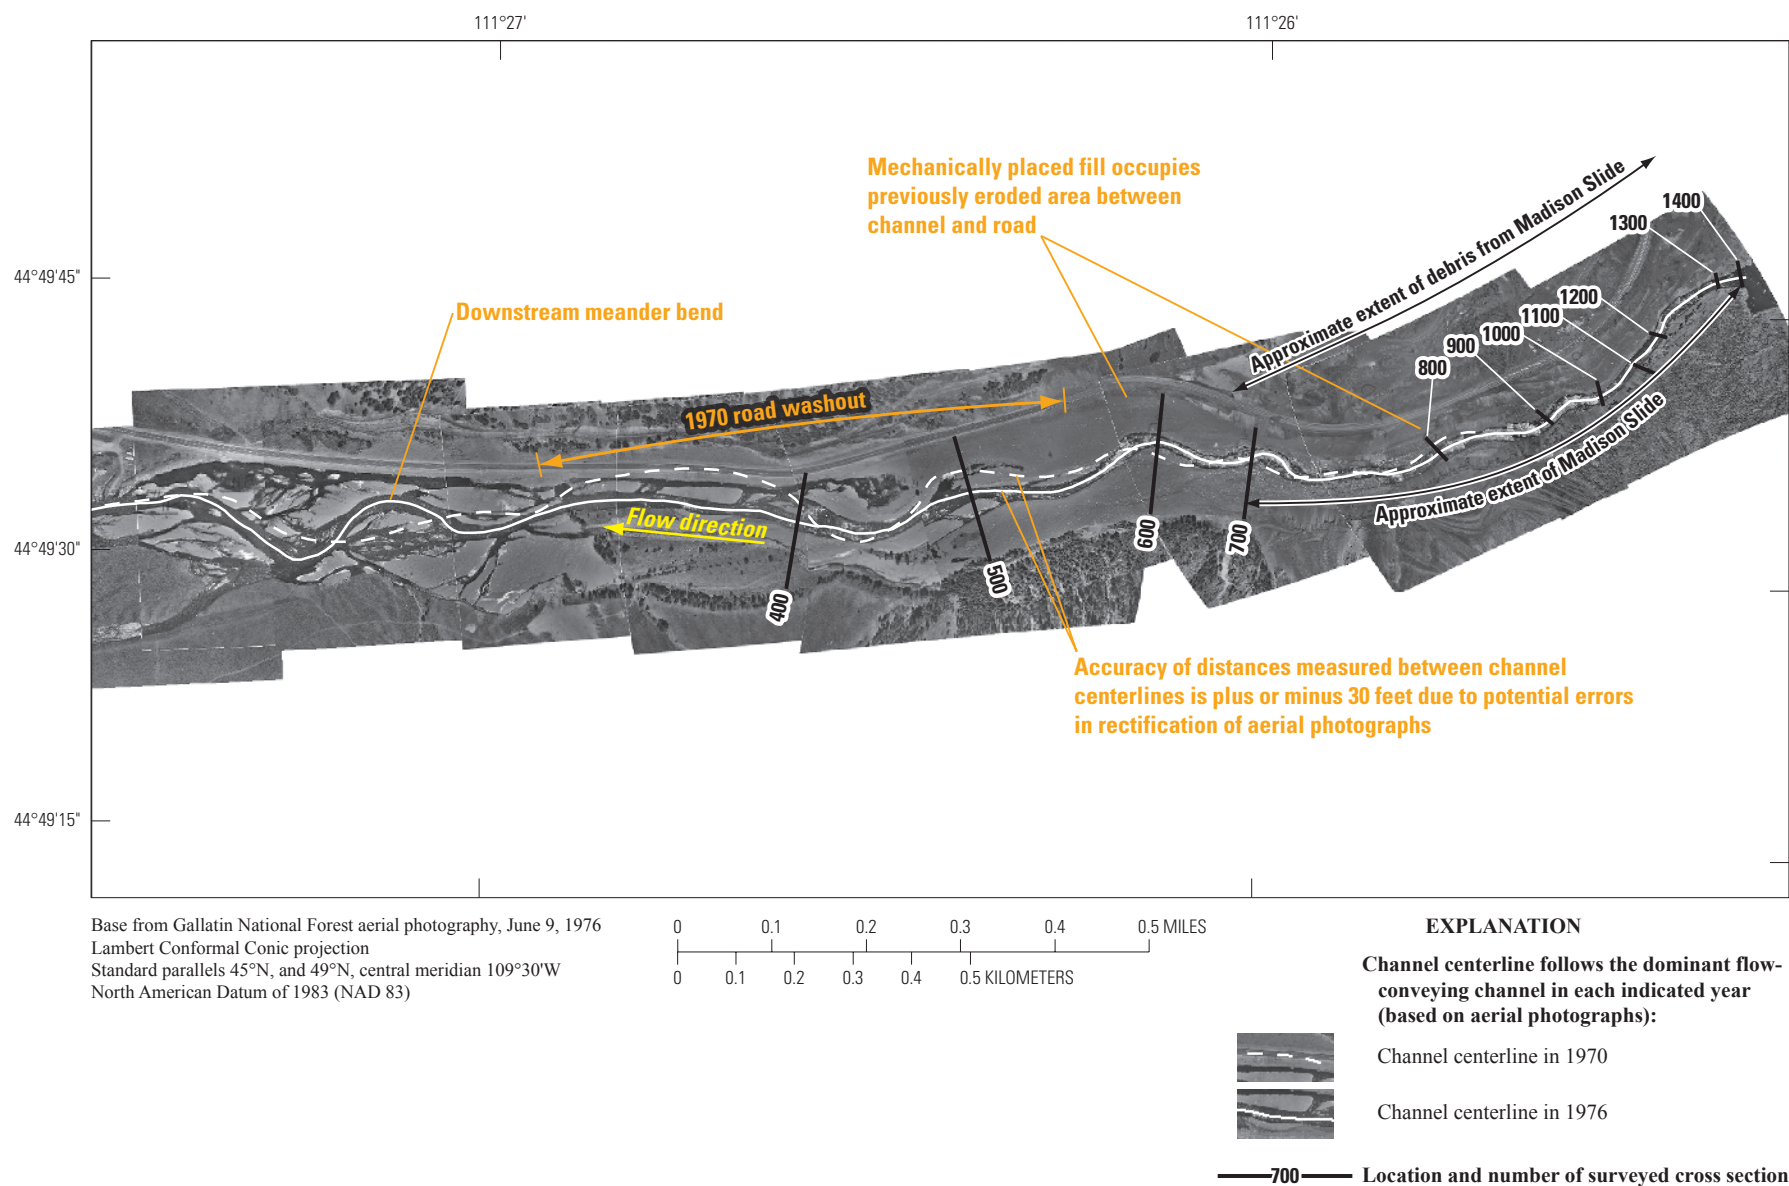 111°27'
111°26'
44°49'45"
44°49'30"
44°49'15"
Mechanically placed fill occupies
previously eroded area between
channel and road
Approximate extent of debris from Madison Slide
1400
1300
1200
1100
1000
900
800
Downstream meander bend
1970 road washout
Approximate extent of Madison Slide
Flow direction
700
600
500
400
Accuracy of distances measured between channel
centerlines is plus or minus 30 feet due to potential errors
in rectification of aerial photographs
Base from Gallatin National Forest aerial photography, June 9, 1976
Lambert Conformal Conic projection
Standard parallels 45°N, and 49°N, central meridian 109°30'W
North American Datum of 1983 (NAD 83)
0 0.1 0.2 0.3 0.4 0.5 MILES
0 0.1 0.2 0.3 0.4 0.5 KILOMETERS
EXPLANATION
Channel centerline follows the dominant flow-
conveying channel in each indicated year
(based on aerial photographs):
Channel centerline in 1970
Channel centerline in 1976
700 Location and number of surveyed cross section